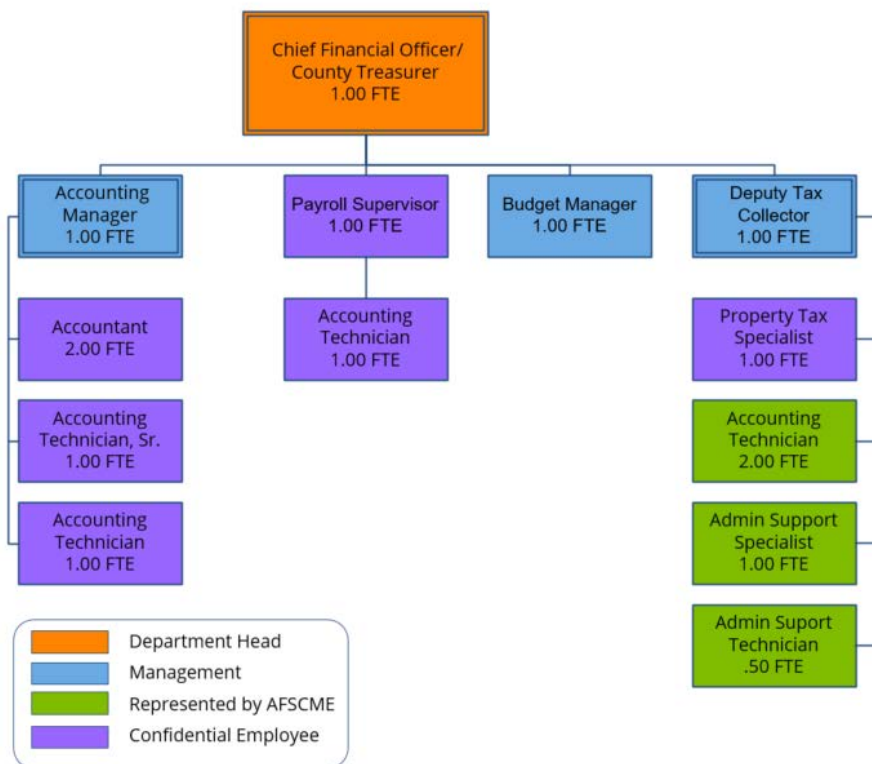 Chief Financial Officer/
County Treasurer
1.00 FTE
Accounting
Manager
1.00 FTE
Payroll Supervisor
1.00 FTE
Budget Manager
1.00 FTE
Deputy Tax
Collector
1.00 FTE
Accountant
2.00 FTE
Accounting
Technician
1.00 FTE
Property Tax
Specialist
1.00 FTE
Accounting
Technician, Sr.
1.00 FTE
Accounting
Technician
2.00 FTE
Accounting
Technician
1.00 FTE
Admin Support
Specialist
1.00 FTE
Admin Suport
Technician
.50 FTE
Department Head
Management
Represented by AFSCME
Confidential Employee